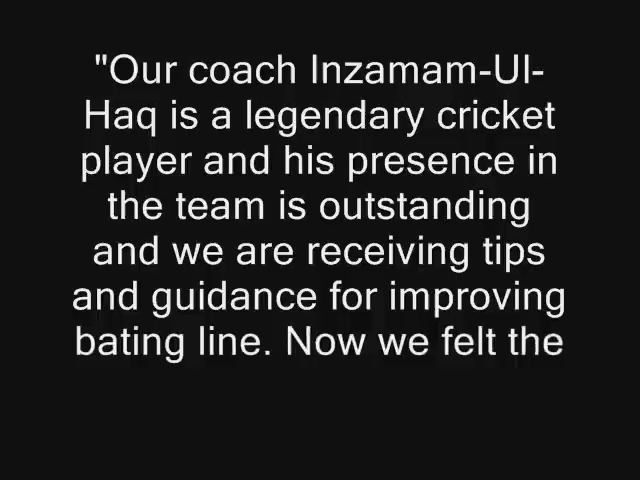 "Our coach Inzamam-Ul-
Haq is a legendary cricket
player and his presence in
the team is outstanding
and we are receiving tips
and guidance for improving
bating line. Now we felt the